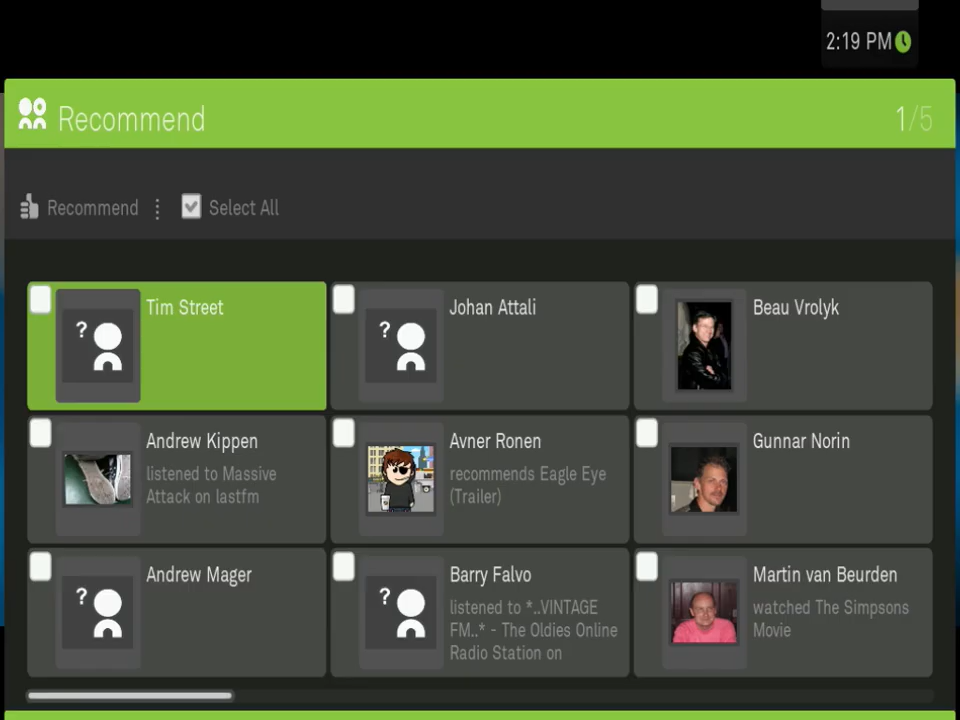 2:19 PM
Recommend
1/5
Recommend
Select All
Tim Street
Johan Attali
Beau Vrolyk
Andrew Kippen
listened to Massive
Attack on lastfm
Avner Ronen
recommends Eagle Eye
(Trailer)
Gunnar Norin
Andrew Mager
Barry Falvo
listened to *..VINTAGE
FM..* - The Oldies Online
Radio Station on
Martin van Beurden
watched The Simpsons
Movie